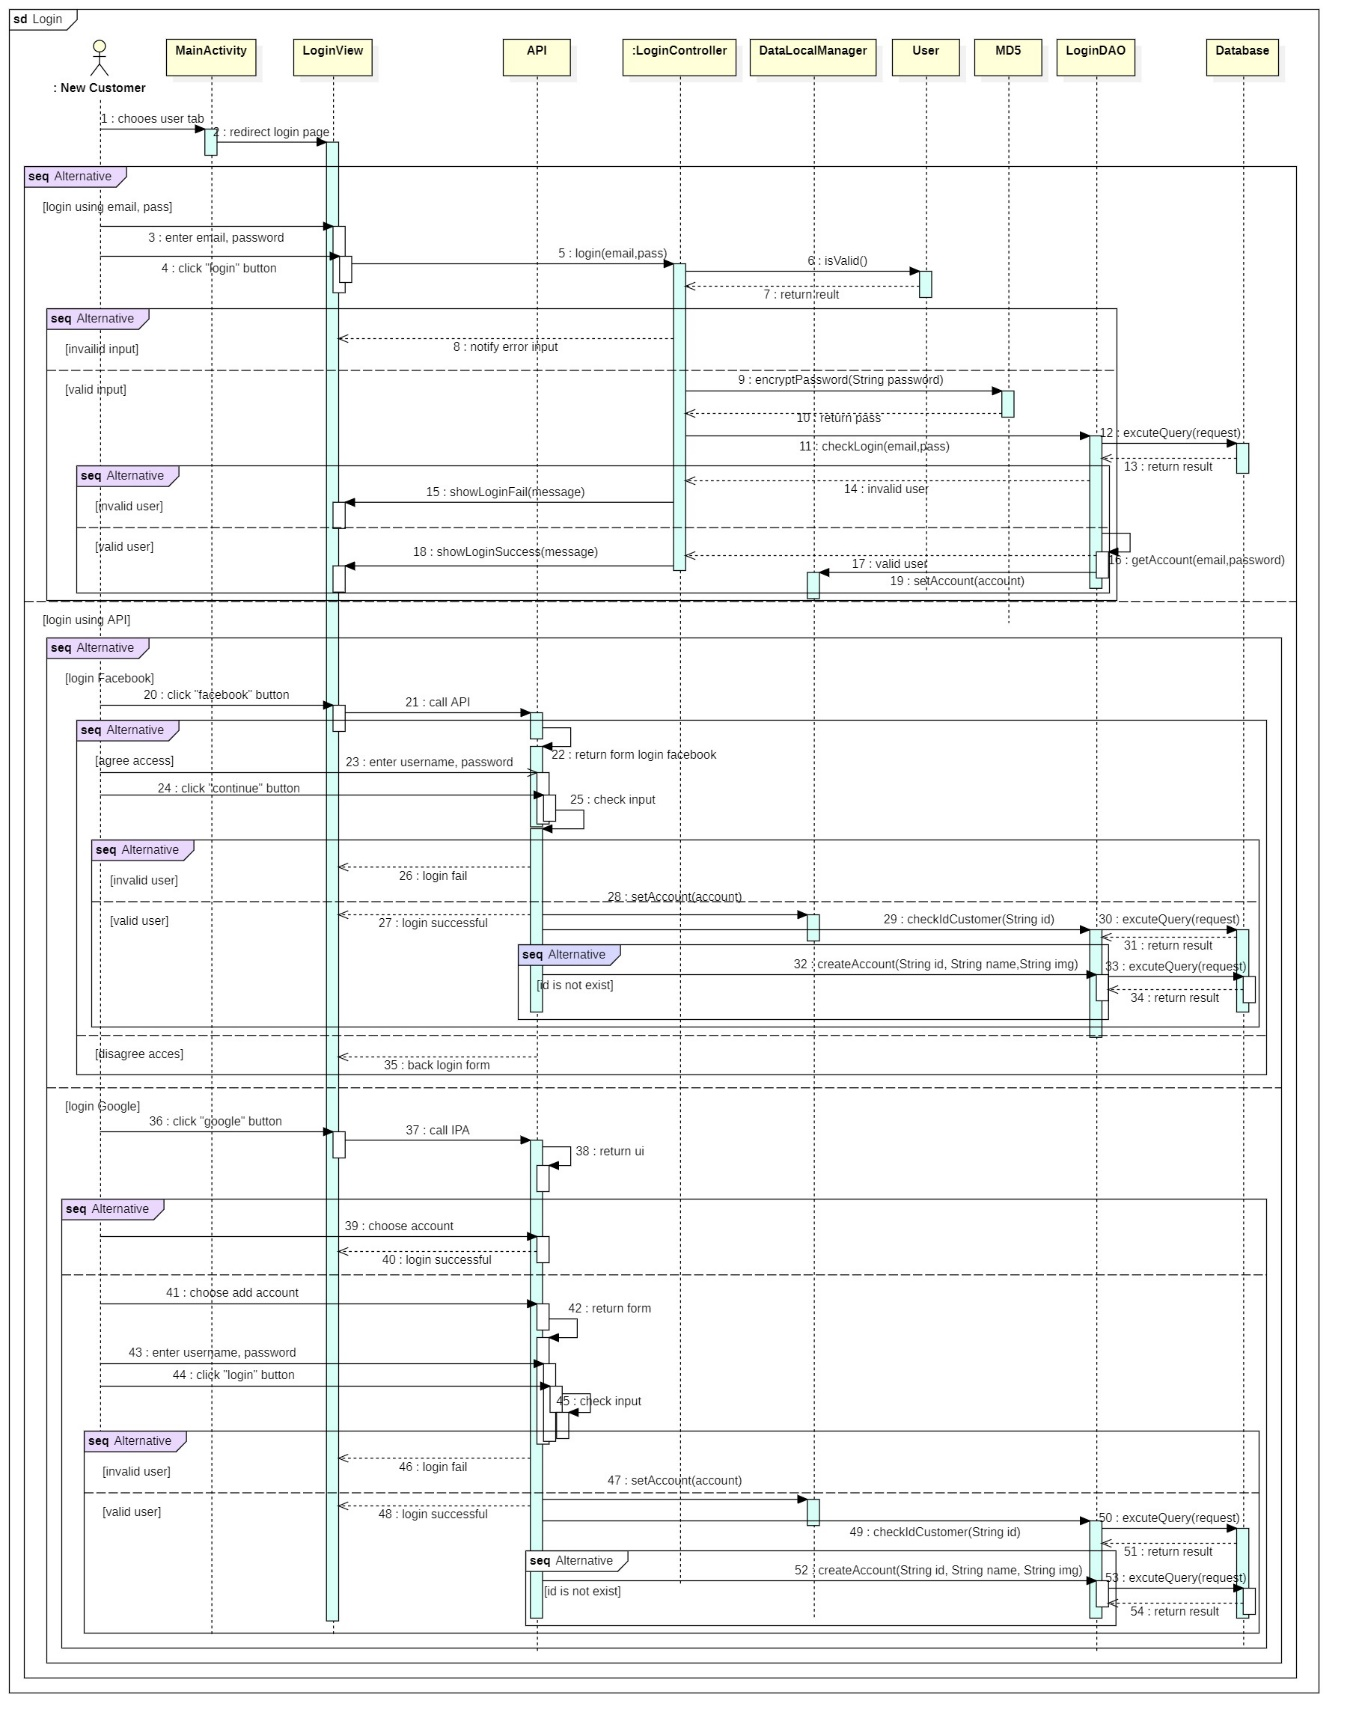 sd Login
: New Customer
MainActivity
LoginView
API
:LoginController
DataLocalManager
User
MD5
LoginDAO
Database
1 : chooes user tab
2 : redirect login page
seq Alternative
[login using email, pass]
3 : enter email, password
4 : click "login" button
5 : login(email,pass)
6 : isValid()
7 : return reult
seq Alternative
[invailid input]
8 : notify error input
[valid input]
9 : encryptPassword(String password)
10 : return pass
11 : checkLogin(email,pass)
12 : excuteQuery(request)
13 : return result
seq Alternative
14 : invalid user
15 : showLoginFail(message)
[invalid user]
[valid user]
18 : showLoginSuccess(message)
16 : getAccount(email,password)
17 : valid user
19 : setAccount(account)
[login using API]
seq Alternative
[login Facebook]
20 : click "facebook" button
21 : call API
seq Alternative
22 : return form login facebook
[agree access]
23 : enter username, password
24 : click "continue" button
25 : check input
seq Alternative
26 : login fail
[invalid user]
28 : setAccount(account)
[valid user]
27 : login successful
29 : checkIdCustomer(String id)
30 : excuteQuery(request)
31 : return result
seq Alternative
32 : createAccount(String id, String name,String img)
33 : excuteQuery(request)
[id is not exist]
34 : return result
[disagree acces]
35 : back login form
[login Google]
36 : click "google" button
37 : call IPA
38 : return ui
seq Alternative
39 : choose account
40 : login successful
41 : choose add account
42 : return form
43 : enter username, password
44 : click "login" button
45 : check input
seq Alternative
46 : login fail
[invalid user]
47 : setAccount(account)
[valid user]
48 : login successful
50 : excuteQuery(request)
49 : checkIdCustomer(String id)
51 : return result
seq Alternative
52 : createAccount(String id, String name, String img)
53 : excuteQuery(request)
[id is not exist]
54 : return result